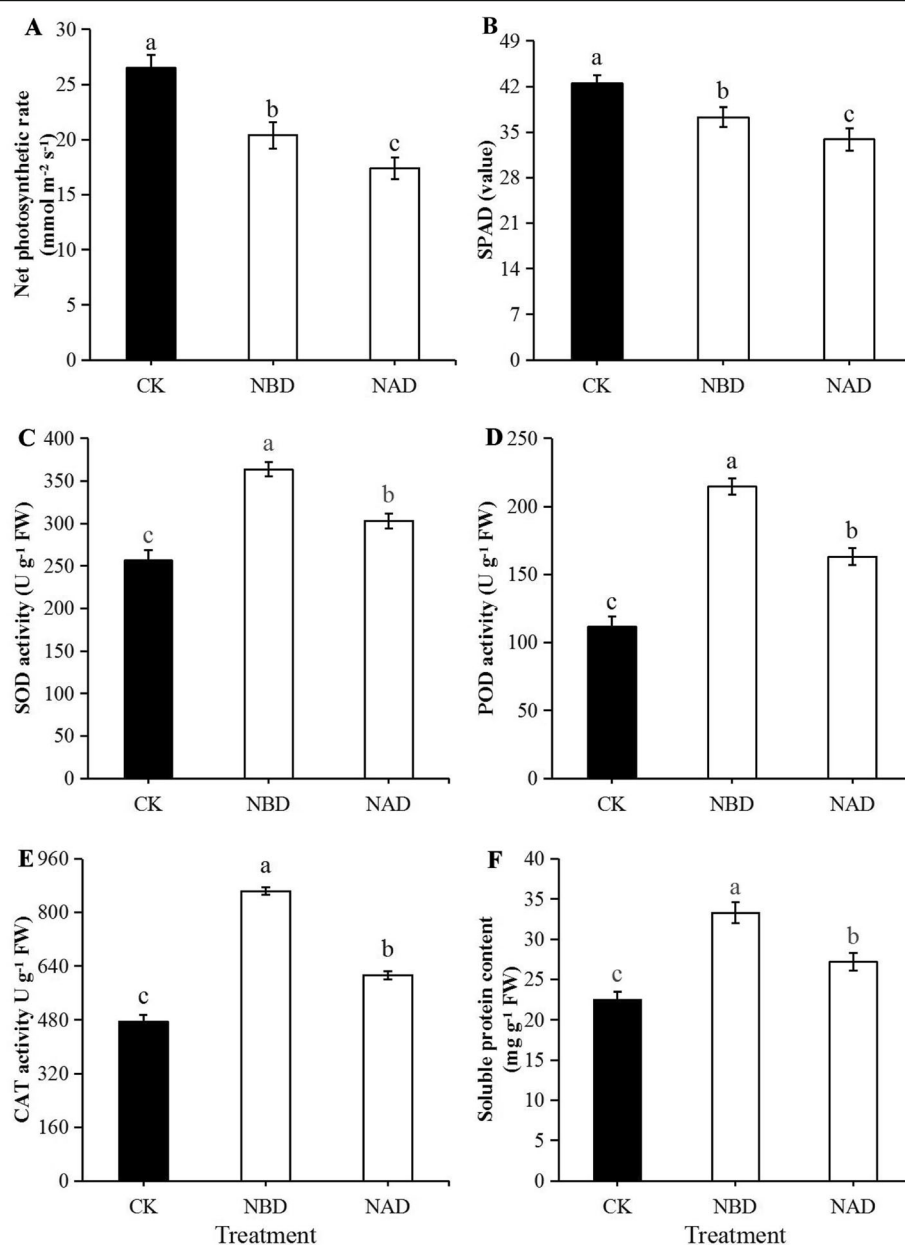 A
Net photosynthetic rate
(mmol m⁻² s⁻¹)
30
25
20
15
10
5
0
a
b
c
CK
NBD
NAD
B
SPAD (value)
49
42
35
28
21
14
7
0
a
b
c
CK
NBD
NAD
C
SOD activity (U g⁻¹ FW)
400
350
300
250
200
150
100
50
0
c
a
b
CK
NBD
NAD
D
POD activity (U g⁻¹ FW)
250
200
150
100
50
0
c
a
b
CK
NBD
NAD
E
CAT activity U g⁻¹ FW)
960
800
640
480
320
160
0
c
a
b
CK
NBD
NAD
Treatment
F
Soluble protein content
(mg g⁻¹ FW)
40
35
30
25
20
15
10
5
0
c
a
b
CK
NBD
NAD
Treatment